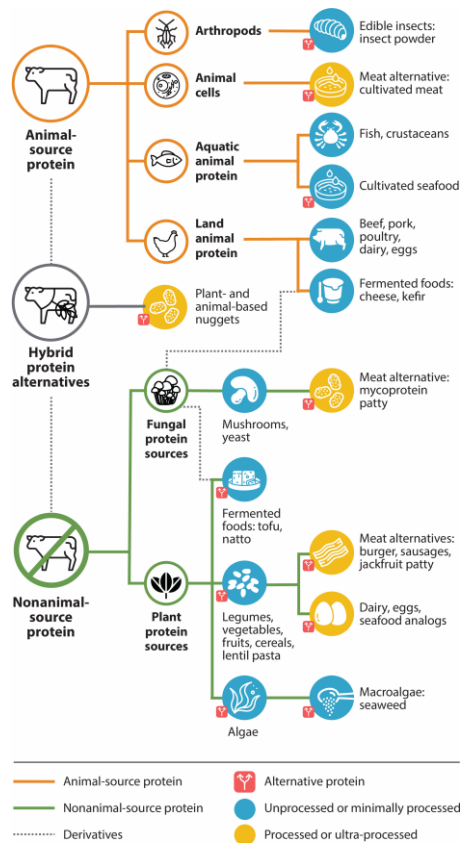 Arthropods
Edible insects:
insect powder
Animal
cells
Meat alternative:
cultivated meat
Animal-
source
protein
Aquatic
animal
protein
Fish, crustaceans
Cultivated seafood
Land
animal
protein
Beef, pork,
poultry,
dairy, eggs
Fermented foods:
cheese, kefir
Plant- and
animal-based
nuggets
Hybrid
protein
alternatives
Fungal
protein
sources
Mushrooms,
yeast
Meat alternative:
mycoprotein
patty
Fermented
foods: tofu,
natto
Nonanimal-
source
protein
Plant
protein
sources
Legumes,
vegetables,
fruits, cereals,
lentil pasta
Meat alternatives:
burger, sausages,
jackfruit patty
Dairy, eggs,
seafood analogs
Algae
Macroalgae:
seaweed
Animal-source protein
Alternative protein
Nonanimal-source protein
Unprocessed or minimally processed
Derivatives
Processed or ultra-processed